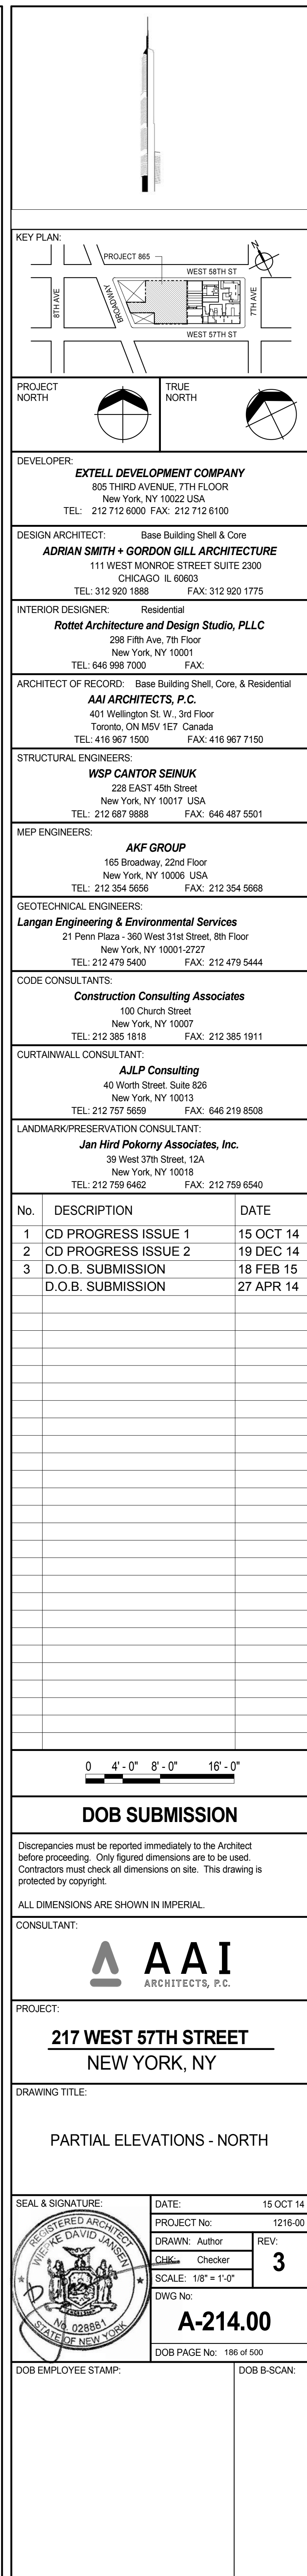 KEY PLAN:
PROJECT 865
N
WEST 58TH ST
8TH AVE
BROADWAY
7TH AVE
WEST 57TH ST
PROJECT
NORTH
TRUE
NORTH
DEVELOPER:
EXTELL DEVELOPMENT COMPANY
805 THIRD AVENUE, 7TH FLOOR
New York, NY 10022 USA
TEL: 212 712 6000 FAX: 212 712 6100
DESIGN ARCHITECT: Base Building Shell & Core
ADRIAN SMITH + GORDON GILL ARCHITECTURE
111 WEST MONROE STREET SUITE 2300
CHICAGO IL 60603
TEL: 312 920 1888 FAX: 312 920 1775
INTERIOR DESIGNER: Residential
Rottet Architecture and Design Studio, PLLC
298 Fifth Ave, 7th Floor
New York, NY 10001
TEL: 646 998 7000 FAX:
ARCHITECT OF RECORD: Base Building Shell, Core, & Residential
AAI ARCHITECTS, P.C.
401 Wellington St. W., 3rd Floor
Toronto, ON M5V 1E7 Canada
TEL: 416 967 1500 FAX: 416 967 7150
STRUCTURAL ENGINEERS:
WSP CANTOR SEINUK
228 EAST 45th Street
New York, NY 10017 USA
TEL: 212 687 9888 FAX: 646 487 5501
MEP ENGINEERS:
AKF GROUP
165 Broadway, 22nd Floor
New York, NY 10006 USA
TEL: 212 354 5656 FAX: 212 354 5668
GEOTECHNICAL ENGINEERS:
Langan Engineering & Environmental Services
21 Penn Plaza - 360 West 31st Street, 8th Floor
New York, NY 10001-2727
TEL: 212 479 5400 FAX: 212 479 5444
CODE CONSULTANTS:
Construction Consulting Associates
100 Church Street
New York, NY 10007
TEL: 212 385 1818 FAX: 212 385 1911
CURTAINWALL CONSULTANT:
AJLP Consulting
40 Worth Street. Suite 826
New York, NY 10013
TEL: 212 757 5659 FAX: 646 219 8508
LANDMARK/PRESERVATION CONSULTANT:
Jan Hird Pokorny Associates, Inc.
39 West 37th Street, 12A
New York, NY 10018
TEL: 212 759 6462 FAX: 212 759 6540
No. DESCRIPTION DATE
1 CD PROGRESS ISSUE 1 15 OCT 14
2 CD PROGRESS ISSUE 2 19 DEC 14
3 D.O.B. SUBMISSION 18 FEB 15
D.O.B. SUBMISSION 27 APR 14
0 4' - 0" 8' - 0" 16' - 0"
DOB SUBMISSION
Discrepancies must be reported immediately to the Architect
before proceeding. Only figured dimensions are to be used.
Contractors must check all dimensions on site. This drawing is
protected by copyright.
ALL DIMENSIONS ARE SHOWN IN IMPERIAL.
CONSULTANT:
AAI
ARCHITECTS, P.C.
PROJECT:
217 WEST 57TH STREET
NEW YORK, NY
DRAWING TITLE:
PARTIAL ELEVATIONS - NORTH
SEAL & SIGNATURE:
REGISTERED ARCHITECT
DAVID JANSEN
No. 028881
STATE OF NEW YORK
DATE: 15 OCT 14
PROJECT No: 1216-00
DRAWN: Author
REV:
3
CHK: Checker
SCALE: 1/8" = 1'-0"
DWG No:
A-214.00
DOB PAGE No: 186 of 500
DOB EMPLOYEE STAMP:
DOB B-SCAN: